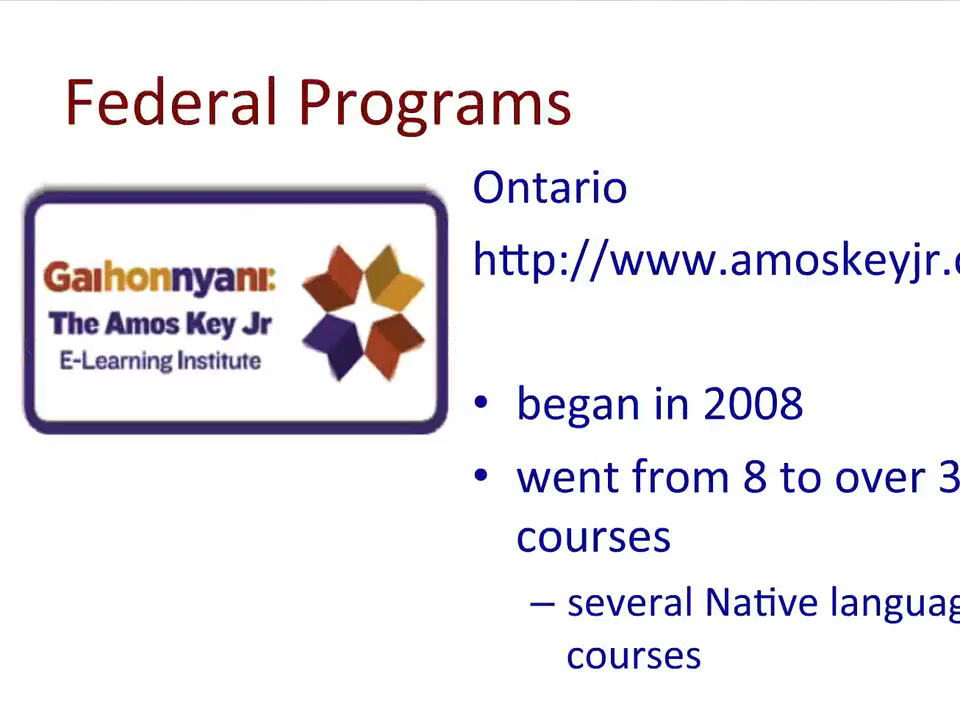 Federal Programs
Gaihonnyani:
The Amos Key Jr
E-Learning Institute
Ontario
http://www.amoskeyjr.
• began in 2008
• went from 8 to over
courses
– several Native
courses